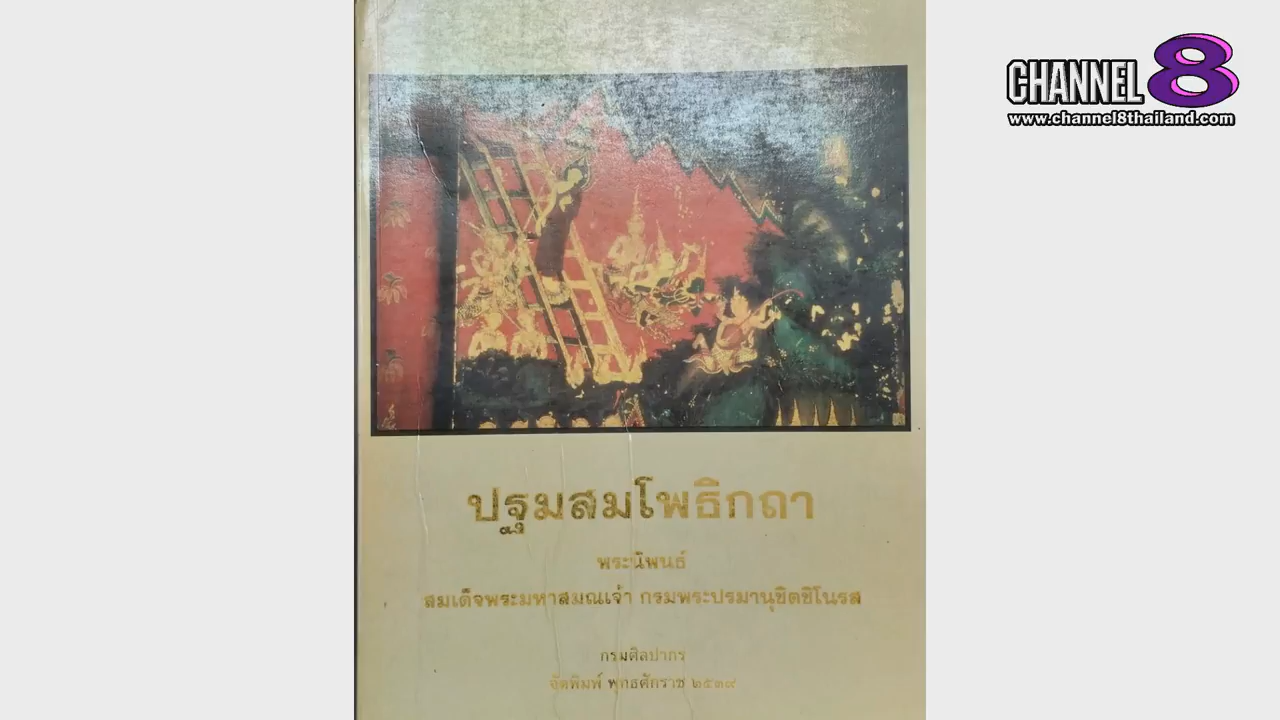 CHANNEL 8
www.channel8thailand.com
ปฐมสมโพธิกถา
พระนิพนธ์
สมเด็จพระมหาสมณเจ้า กรมพระปรมานุชิตชิโนรส
กรมศิลปากร
จัดพิมพ์ พุทธศักราช ๒๕๓๙